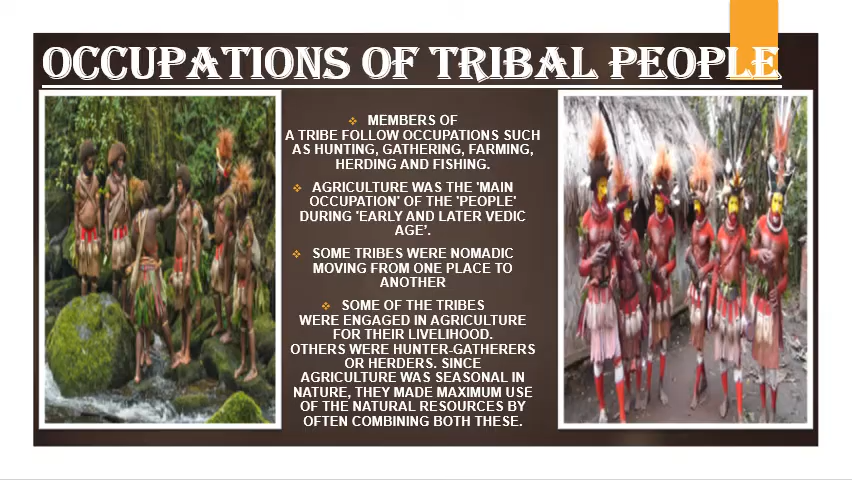 OCCUPATIONS OF TRIBAL PEOPLE
❖ MEMBERS OF
A TRIBE FOLLOW OCCUPATIONS SUCH
AS HUNTING, GATHERING, FARMING,
HERDING AND FISHING.
❖ AGRICULTURE WAS THE 'MAIN
OCCUPATION' OF THE 'PEOPLE'
DURING 'EARLY AND LATER VEDIC
AGE'.
❖ SOME TRIBES WERE NOMADIC
MOVING FROM ONE PLACE TO
ANOTHER
❖ SOME OF THE TRIBES
WERE ENGAGED IN AGRICULTURE
FOR THEIR LIVELIHOOD.
OTHERS WERE HUNTER-GATHERERS
OR HERDERS. SINCE
AGRICULTURE WAS SEASONAL IN
NATURE, THEY MADE MAXIMUM USE
OF THE NATURAL RESOURCES BY
OFTEN COMBINING BOTH THESE.